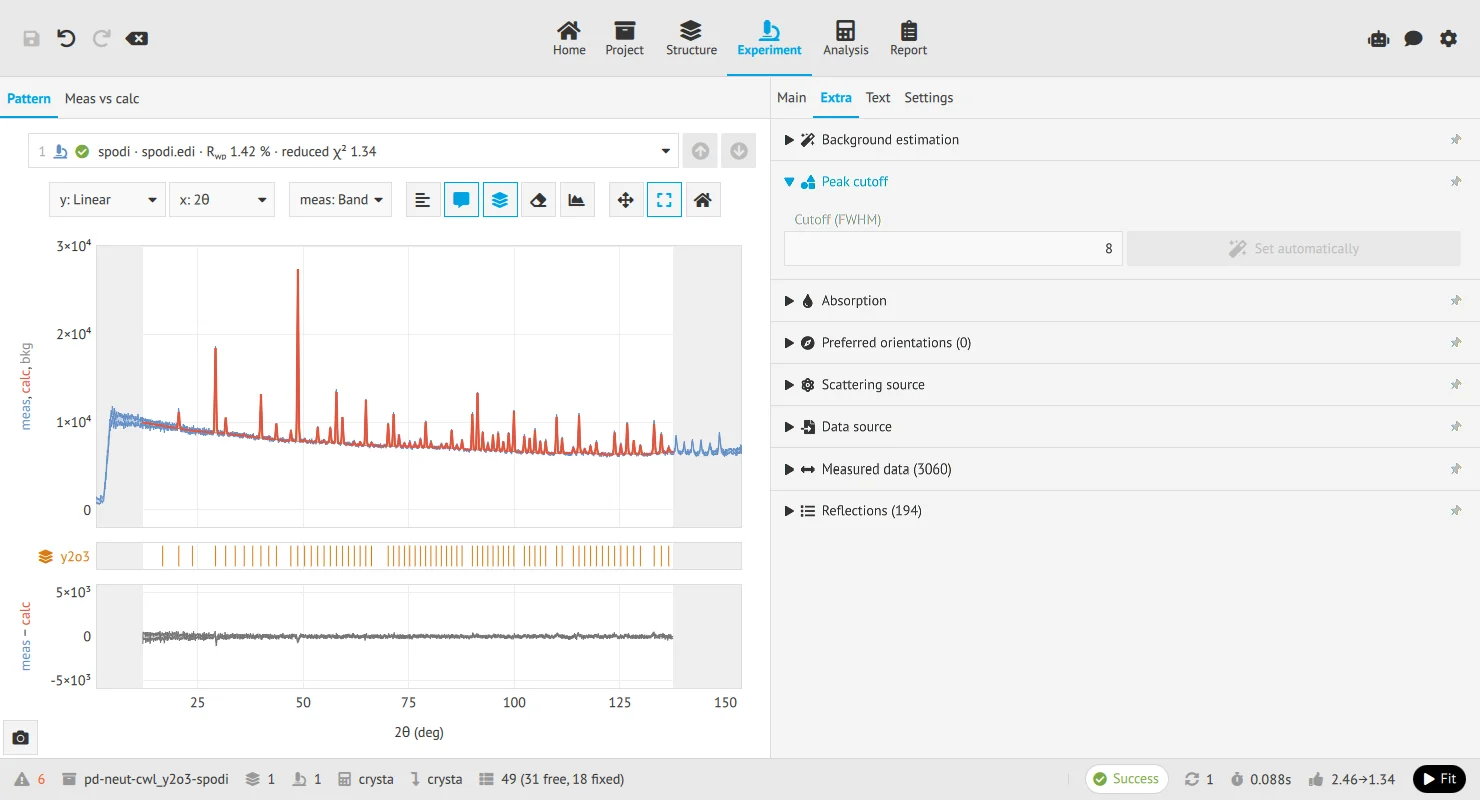 Home
Project
Structure
Experiment
Analysis
Report
Pattern
Meas vs calc
1 spodi · spodi.edi · Rwp 1.42 % · reduced χ² 1.34
y: Linear
x: 2θ
meas: Band
3×10⁴
2×10⁴
1×10⁴
0
meas, calc, bkg
y2o3
5×10³
0
-5×10³
meas − calc
25 50 75 100 125 150
2θ (deg)
Main
Extra
Text
Settings
Background estimation
Peak cutoff
Cutoff (FWHM)
8
Set automatically
Absorption
Preferred orientations (0)
Scattering source
Data source
Measured data (3060)
Reflections (194)
6 pd-neut-cwl_y2o3-spodi 1 1 crysta crysta 49 (31 free, 18 fixed)
Success 1 0.088s 2.46→1.34 Fit